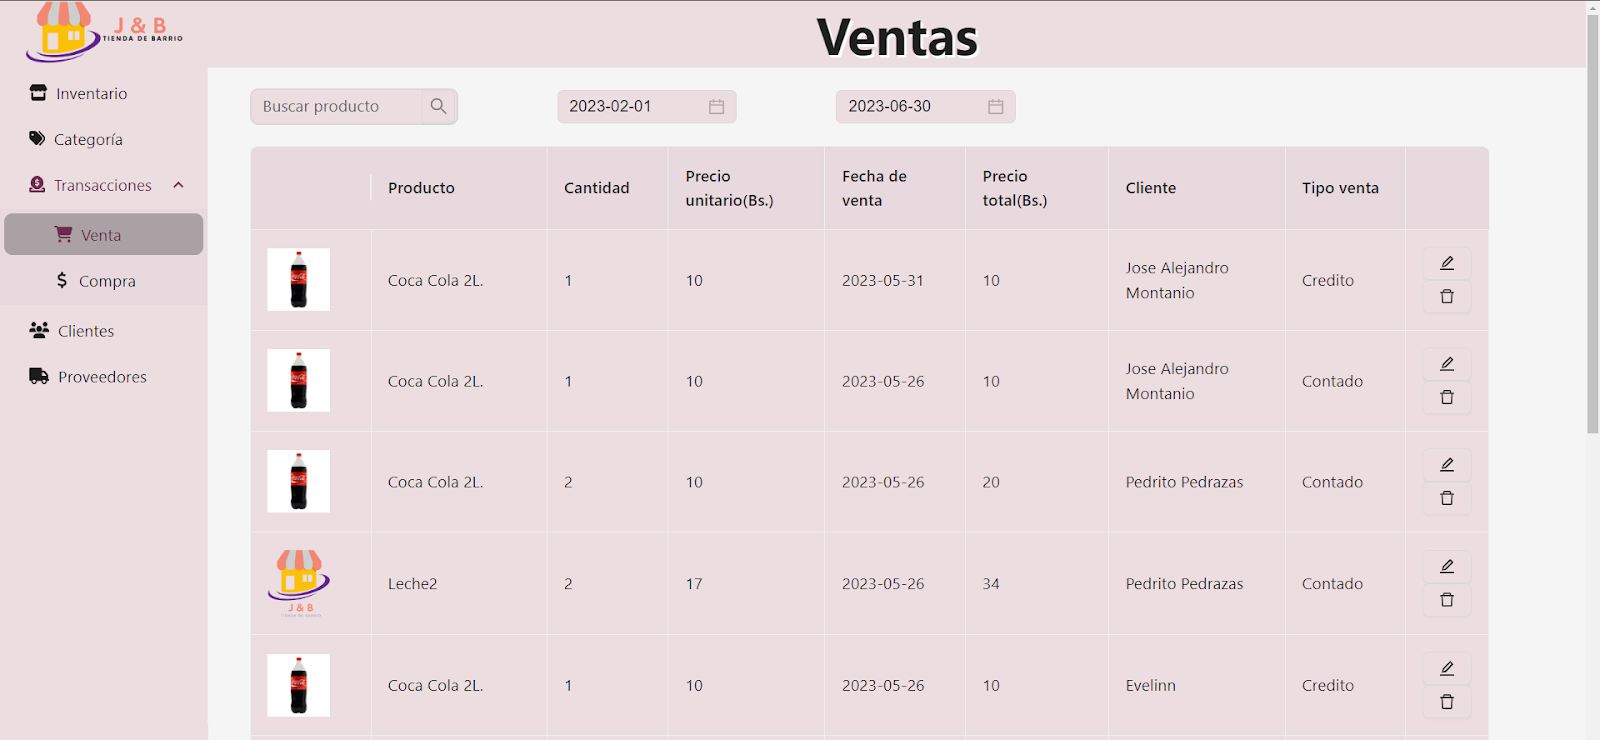 J & B
TIENDA DE BARRIO
Ventas
Inventario
Categoría
Transacciones
Venta
Compra
Clientes
Proveedores
Buscar producto
2023-02-01
2023-06-30
Producto
Cantidad
Precio
unitario(Bs.)
Fecha de
venta
Precio
total(Bs.)
Cliente
Tipo venta
Coca Cola 2L.
1
10
2023-05-31
10
Jose Alejandro
Montanio
Credito
Coca Cola 2L.
1
10
2023-05-26
10
Jose Alejandro
Montanio
Contado
Coca Cola 2L.
2
10
2023-05-26
20
Pedrito Pedrazas
Contado
J & B
TIENDA DE BARRIO
Leche2
2
17
2023-05-26
34
Pedrito Pedrazas
Contado
Coca Cola 2L.
1
10
2023-05-26
10
Evelinn
Credito